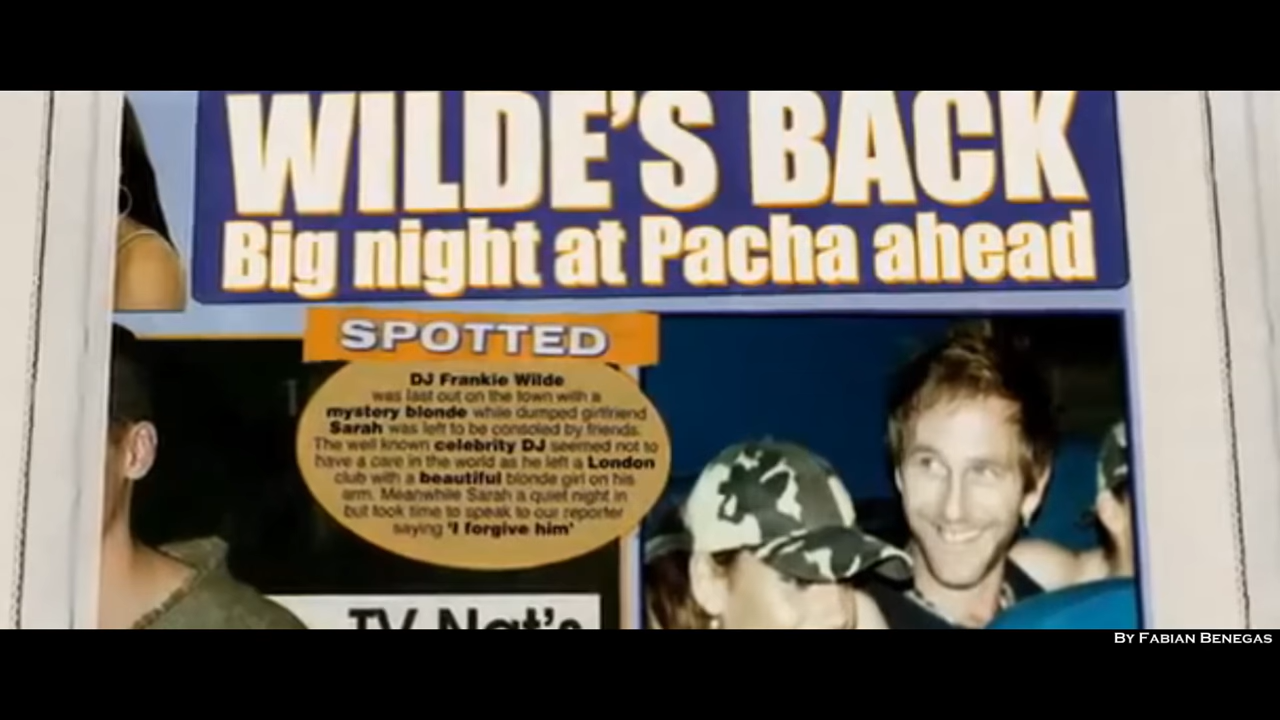 WILDE'S BACK
Big night at Pacha ahead
SPOTTED
DJ Frankie Wilde
was last out on the town with a
mystery blonde while dumped girlfriend
Sarah was left to be consoled by friends.
The well known celebrity DJ seemed not to
have a care in the world as he left a London
club with a beautiful blonde girl on his
arm. Meanwhile Sarah a quiet night in
but took time to speak to our reporter
saying 'I forgive him'
TV Nat's
BY FABIAN BENEGAS